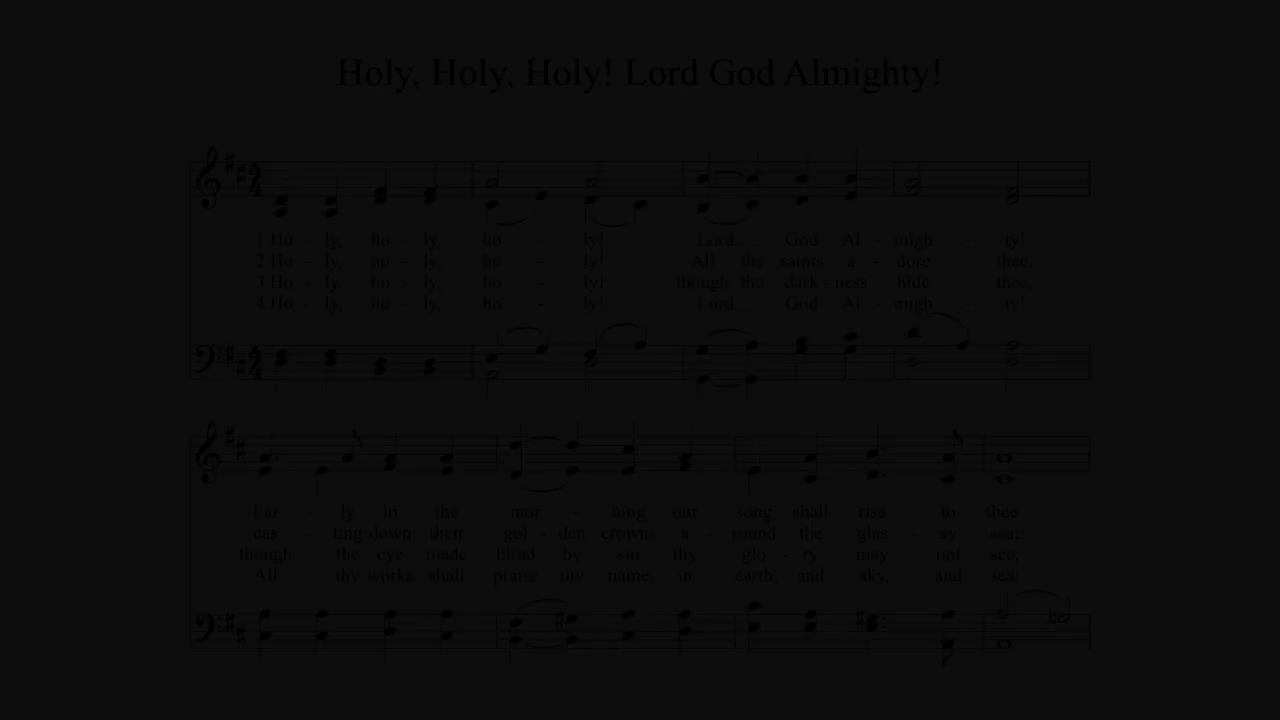 Holy, Holy, Holy! Lord God Almighty!
1 Ho - ly, ho - ly, ho - ly! Lord God Al - migh - ty!
2 Ho - ly, ho - ly, ho - ly! All the saints a - dore thee,
3 Ho - ly, ho - ly, ho - ly! though the dark - ness hide thee,
4 Ho - ly, ho - ly, ho - ly! Lord God Al - migh - ty!
Ear - ly in the mor - ning our song shall rise to thee
cas - ting down their gol - den crowns a - round the glas - sy sea;
though the eye made blind by sin thy glo - ry may not see,
All thy works shall praise thy name, in earth, and sky, and sea